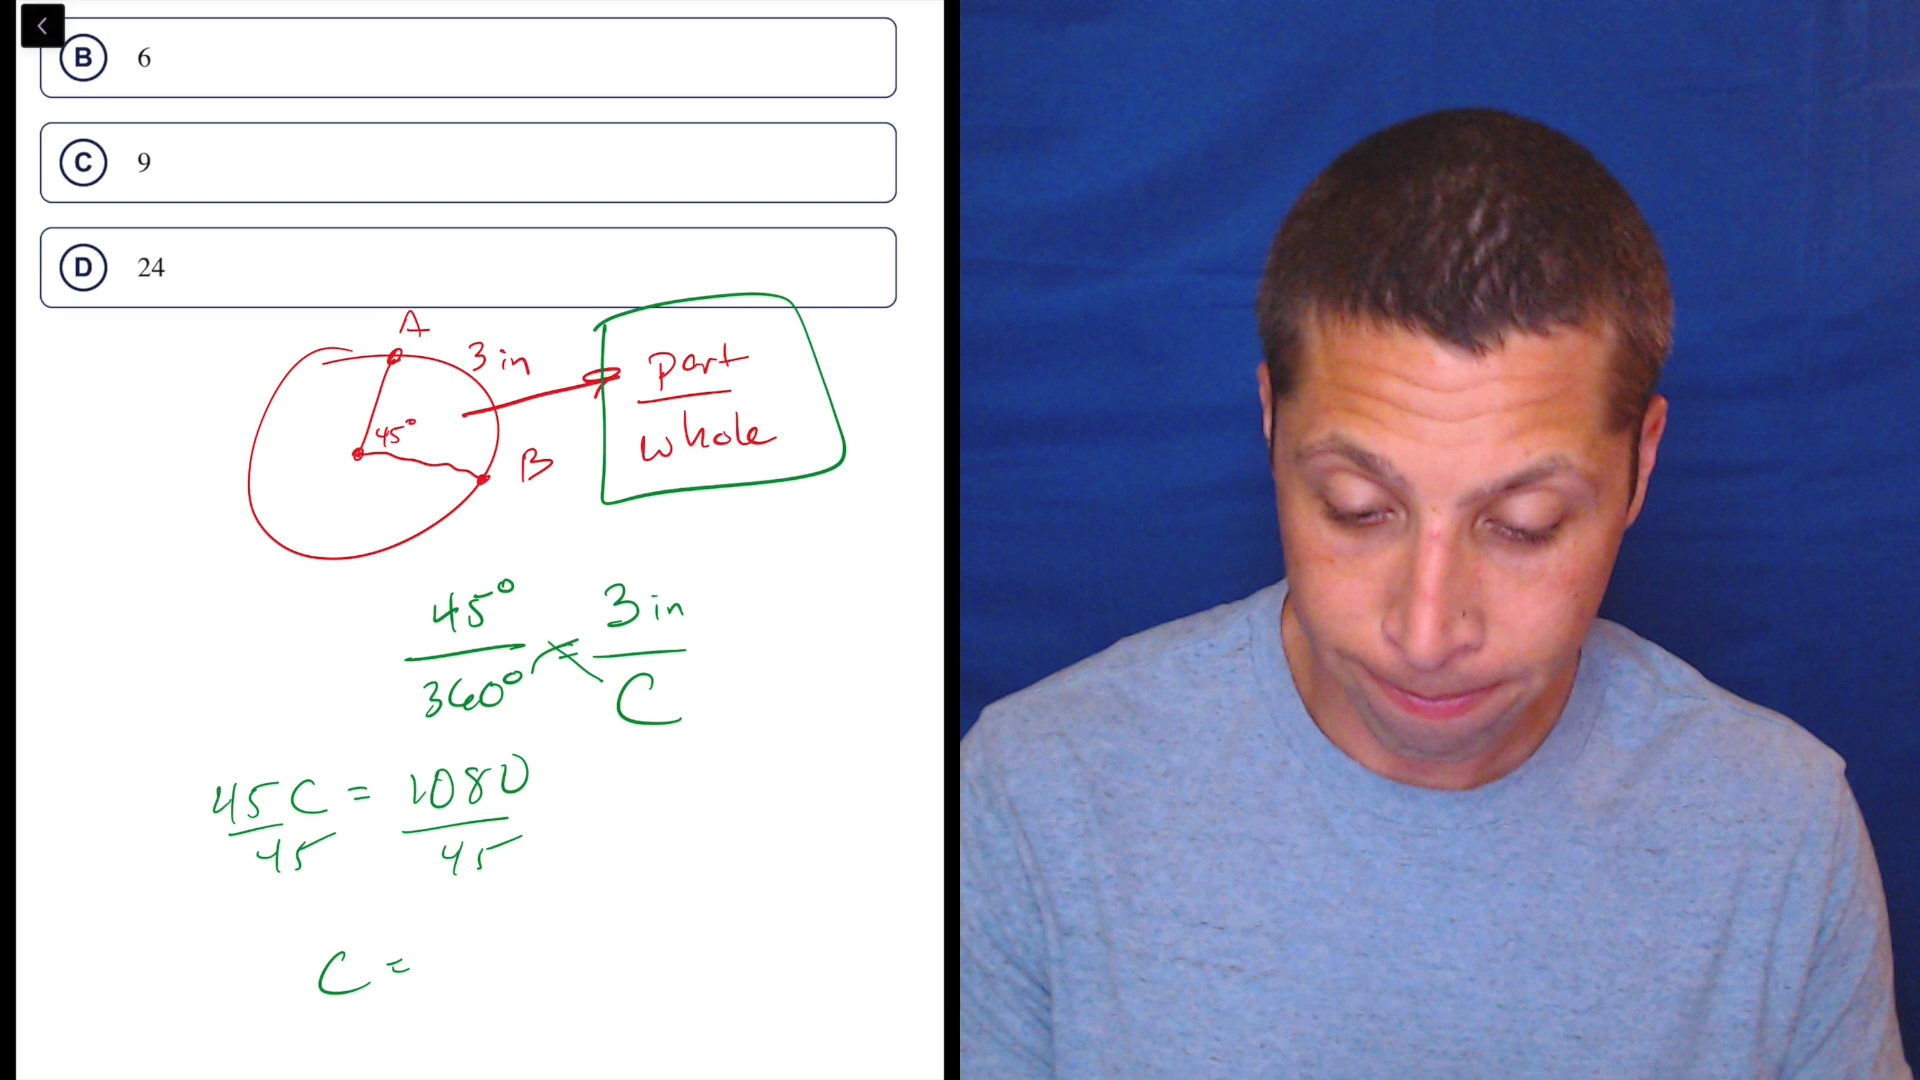 B 6
C 9
D 24
A
3 in
part
whole
45°
B
45° = 3 in
360° C
45C = 1080
45 45
C =